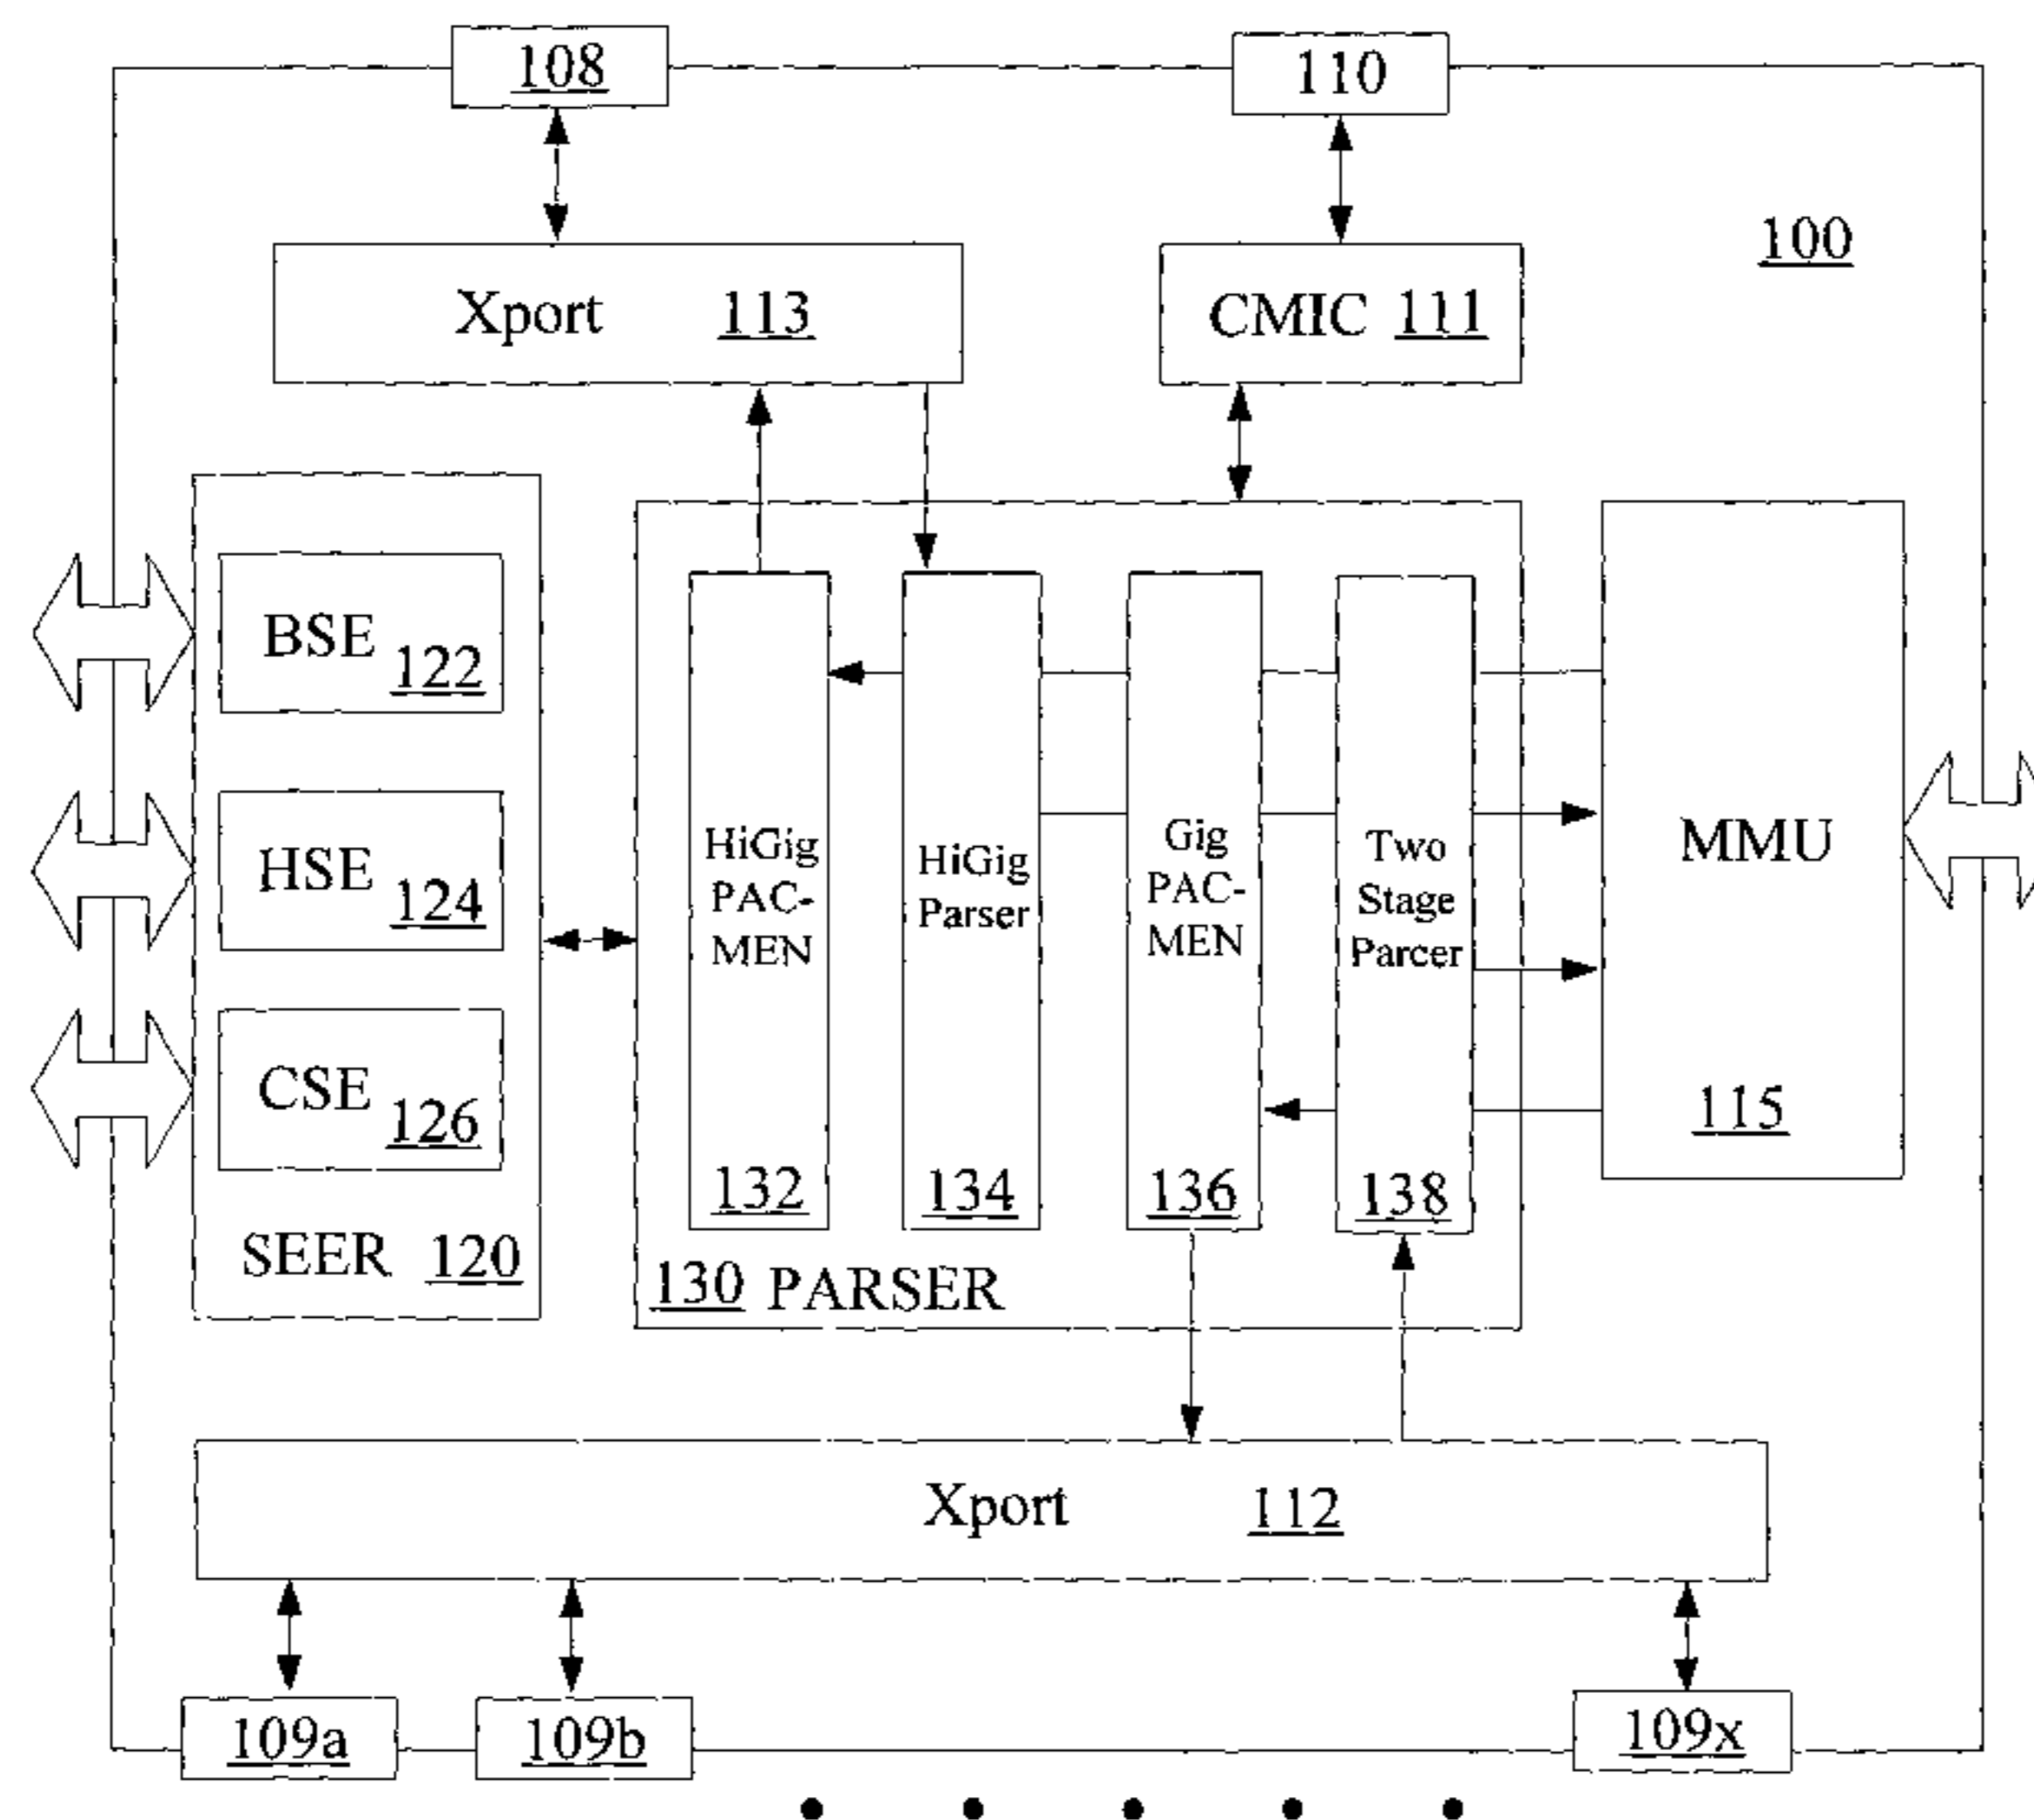 108
110
100
Xport 113
CMIC 111
BSE 122
HSE 124
CSE 126
SEER 120
HiGig
PAC-
MEN
132
HiGig
Parser
134
Gig
PAC-
MEN
136
Two
Stage
Parcer
138
130 PARSER
MMU
115
Xport 112
109a
109b
109x